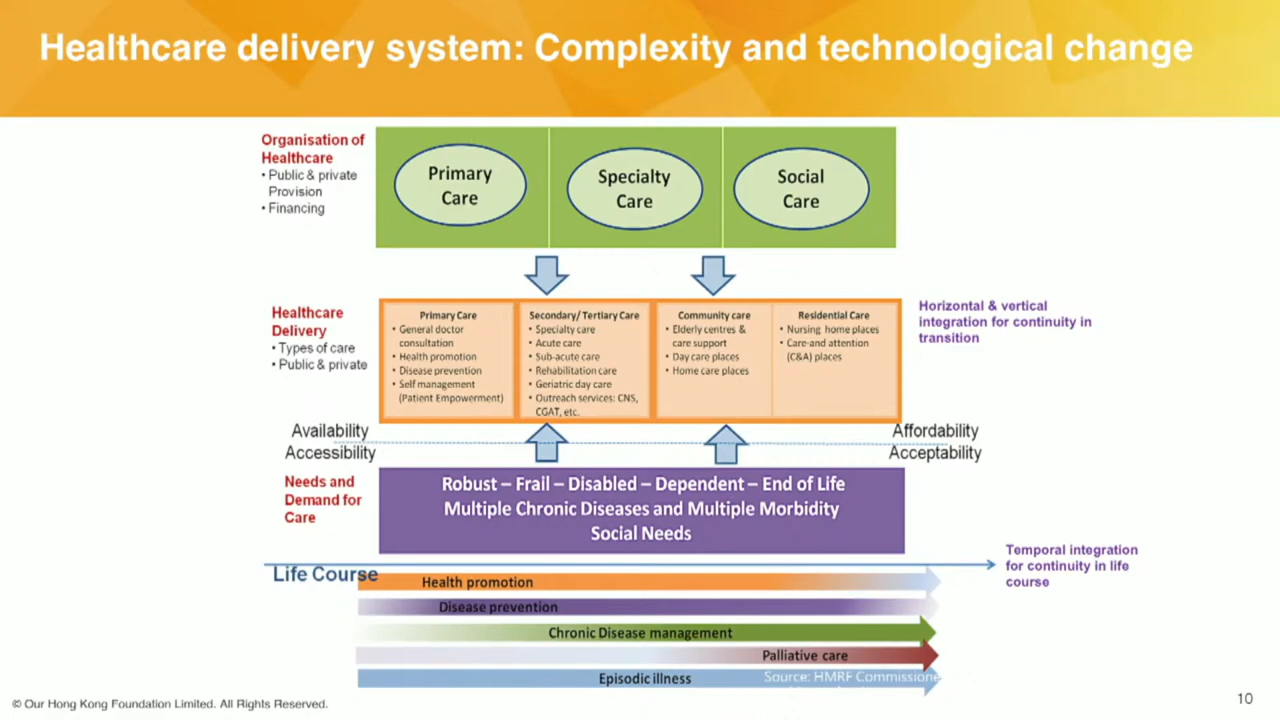 Healthcare delivery system: Complexity and technological change
Organisation of
Healthcare
• Public & private
Provision
• Financing
Primary
Care
Specialty
Care
Social
Care
Healthcare
Delivery
• Types of care
• Public & private
Primary Care
• General doctor
consultation
• Health promotion
• Disease prevention
• Self management
(Patient Empowerment)
Secondary/ Tertiary Care
• Specialty care
• Acute care
• Sub-acute care
• Rehabilitation care
• Geriatric day care
• Outreach services: CNS,
CGAT, etc.
Community care
• Elderly centres &
care support
• Day care places
• Home care places
Residential Care
• Nursing home places
• Care-and attention
(C&A) places
Horizontal & vertical
integration for continuity in
transition
Availability
Accessibility
Affordability
Acceptability
Needs and
Demand for
Care
Robust – Frail – Disabled – Dependent – End of Life
Multiple Chronic Diseases and Multiple Morbidity
Social Needs
Temporal integration
for continuity in life
course
Life Course
Health promotion
Disease prevention
Chronic Disease management
Palliative care
Episodic illness
Source: HMRF Commissione
© Our Hong Kong Foundation Limited. All Rights Reserved.
10